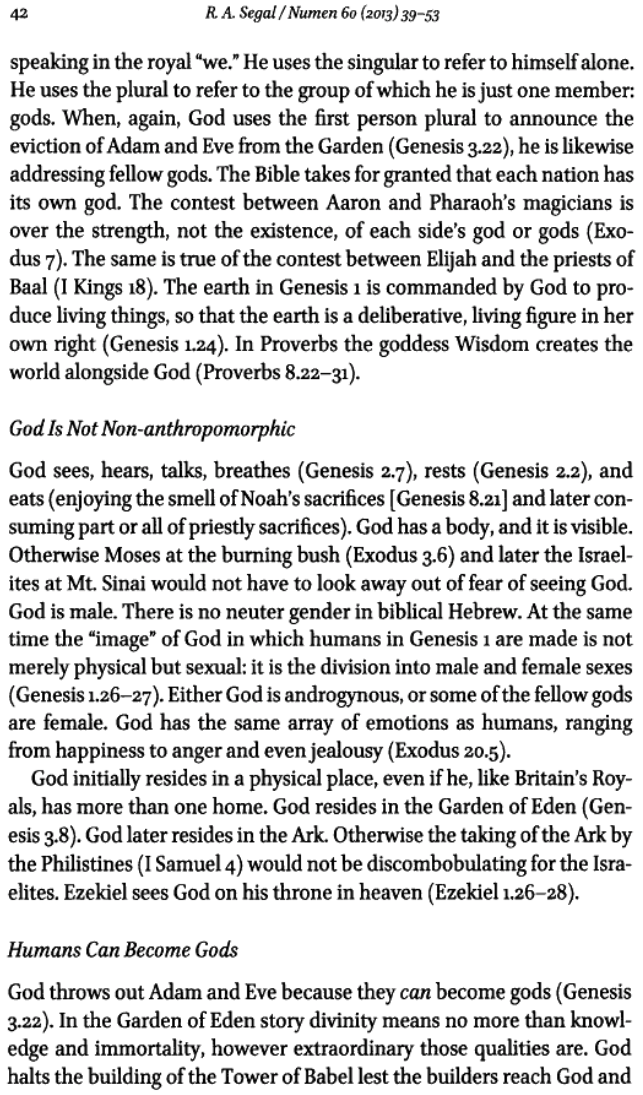 42 R. A. Segal / Numen 60 (2013) 39–53
speaking in the royal “we.” He uses the singular to refer to himself alone.
He uses the plural to refer to the group of which he is just one member:
gods. When, again, God uses the first person plural to announce the
eviction of Adam and Eve from the Garden (Genesis 3.22), he is likewise
addressing fellow gods. The Bible takes for granted that each nation has
its own god. The contest between Aaron and Pharaoh’s magicians is
over the strength, not the existence, of each side’s god or gods (Exo-
dus 7). The same is true of the contest between Elijah and the priests of
Baal (I Kings 18). The earth in Genesis 1 is commanded by God to pro-
duce living things, so that the earth is a deliberative, living figure in her
own right (Genesis 1.24). In Proverbs the goddess Wisdom creates the
world alongside God (Proverbs 8.22–31).
God Is Not Non-anthropomorphic
God sees, hears, talks, breathes (Genesis 2.7), rests (Genesis 2.2), and
eats (enjoying the smell of Noah’s sacrifices [Genesis 8.21] and later con-
suming part or all of priestly sacrifices). God has a body, and it is visible.
Otherwise Moses at the burning bush (Exodus 3.6) and later the Israel-
ites at Mt. Sinai would not have to look away out of fear of seeing God.
God is male. There is no neuter gender in biblical Hebrew. At the same
time the “image” of God in which humans in Genesis 1 are made is not
merely physical but sexual: it is the division into male and female sexes
(Genesis 1.26–27). Either God is androgynous, or some of the fellow gods
are female. God has the same array of emotions as humans, ranging
from happiness to anger and even jealousy (Exodus 20.5).
God initially resides in a physical place, even if he, like Britain’s Roy-
als, has more than one home. God resides in the Garden of Eden (Gen-
esis 3.8). God later resides in the Ark. Otherwise the taking of the Ark by
the Philistines (I Samuel 4) would not be discombobulating for the Isra-
elites. Ezekiel sees God on his throne in heaven (Ezekiel 1.26–28).
Humans Can Become Gods
God throws out Adam and Eve because they can become gods (Genesis
3.22). In the Garden of Eden story divinity means no more than knowl-
edge and immortality, however extraordinary those qualities are. God
halts the building of the Tower of Babel lest the builders reach God and